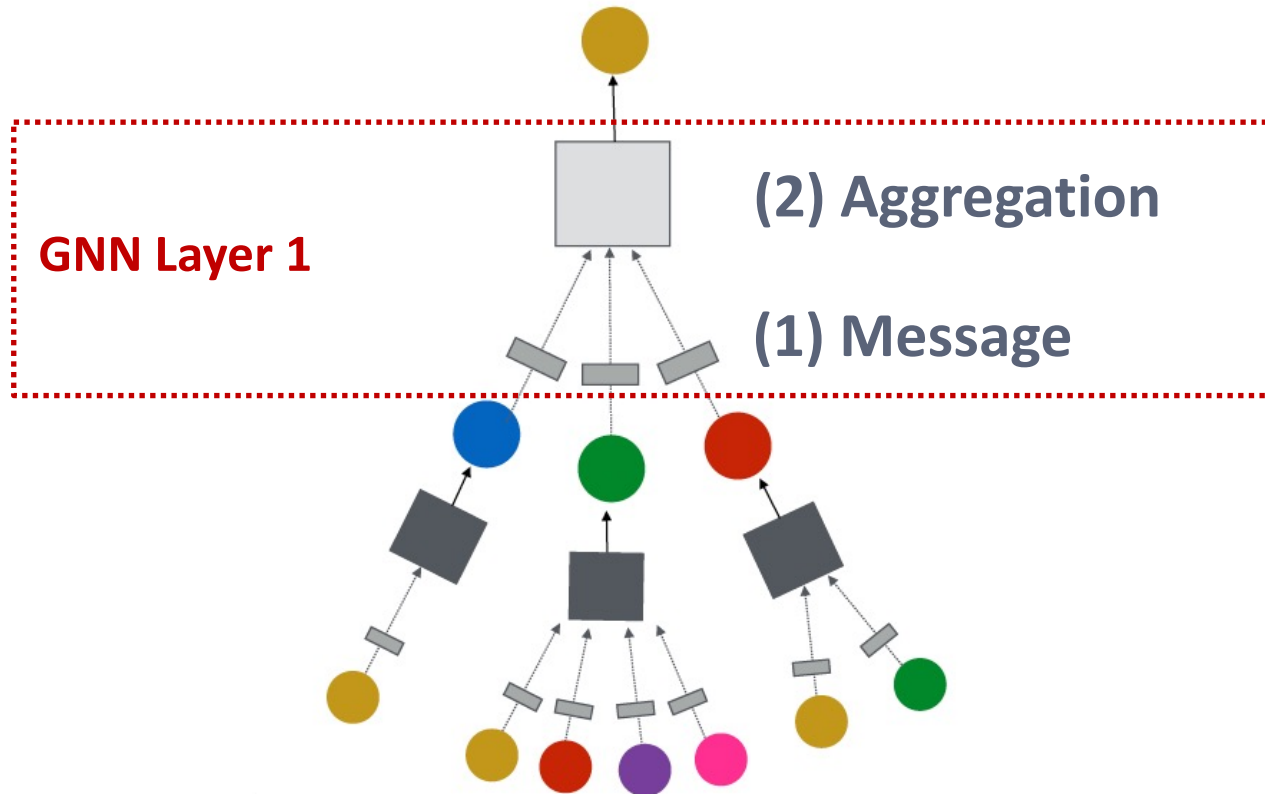 (2) Aggregation
GNN Layer 1
(1) Message